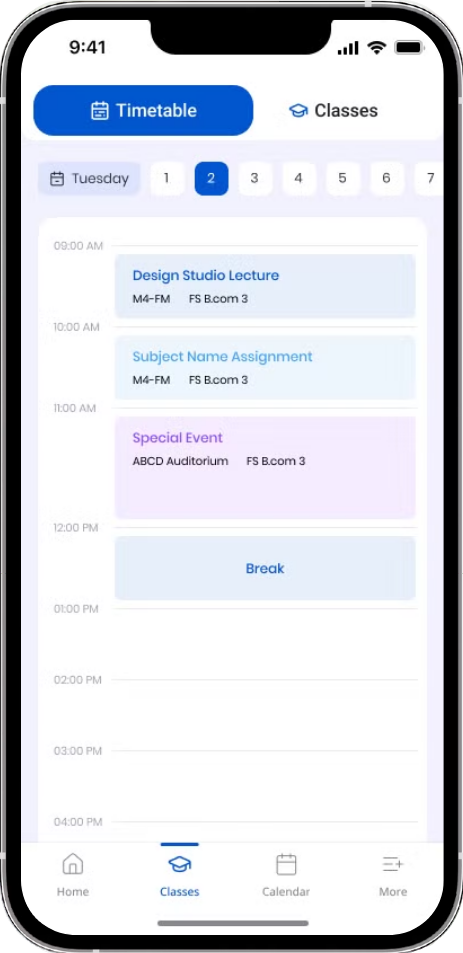 9:41
Timetable Classes
Tuesday 1 2 3 4 5 6 7
09:00 AM
Design Studio Lecture
M4-FM FS B.com 3
10:00 AM
Subject Name Assignment
M4-FM FS B.com 3
11:00 AM
Special Event
ABCD Auditorium FS B.com 3
12:00 PM
Break
01:00 PM
02:00 PM
03:00 PM
04:00 PM
Home Classes Calendar More